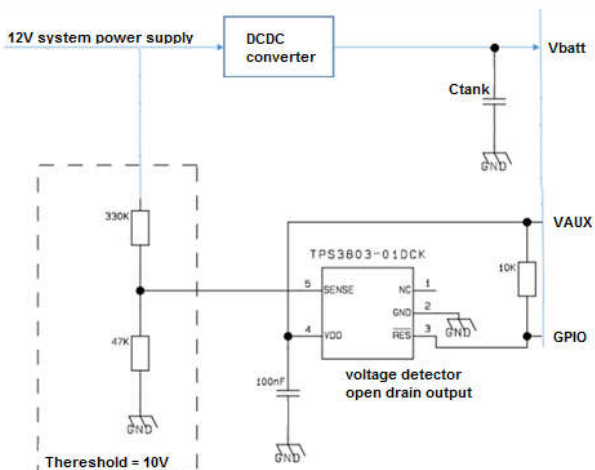 12V system power supply
DCDC
converter
Vbatt
Ctank
GND
330K
VAUX
TPS3803-01DCK
10K
5
SENSE
NC
1
GND
2
GND
4
VDD
RES
3
GPIO
47K
voltage detector
open drain output
100nF
GND
GND
Thereshold = 10V